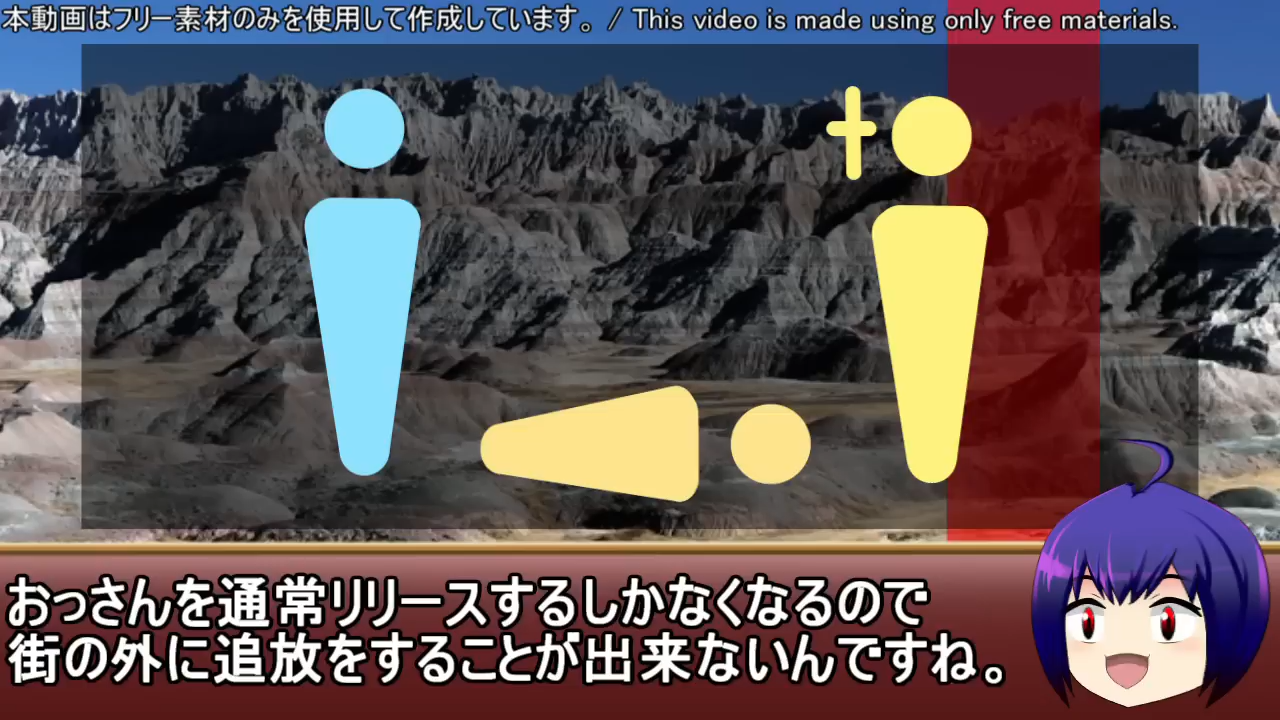 本動画はフリー素材のみを使用して作成しています。 / This video is made using only free materials.
おっさんを通常リリースするしかなくなるので
街の外に追放をすることが出来ないんですね。